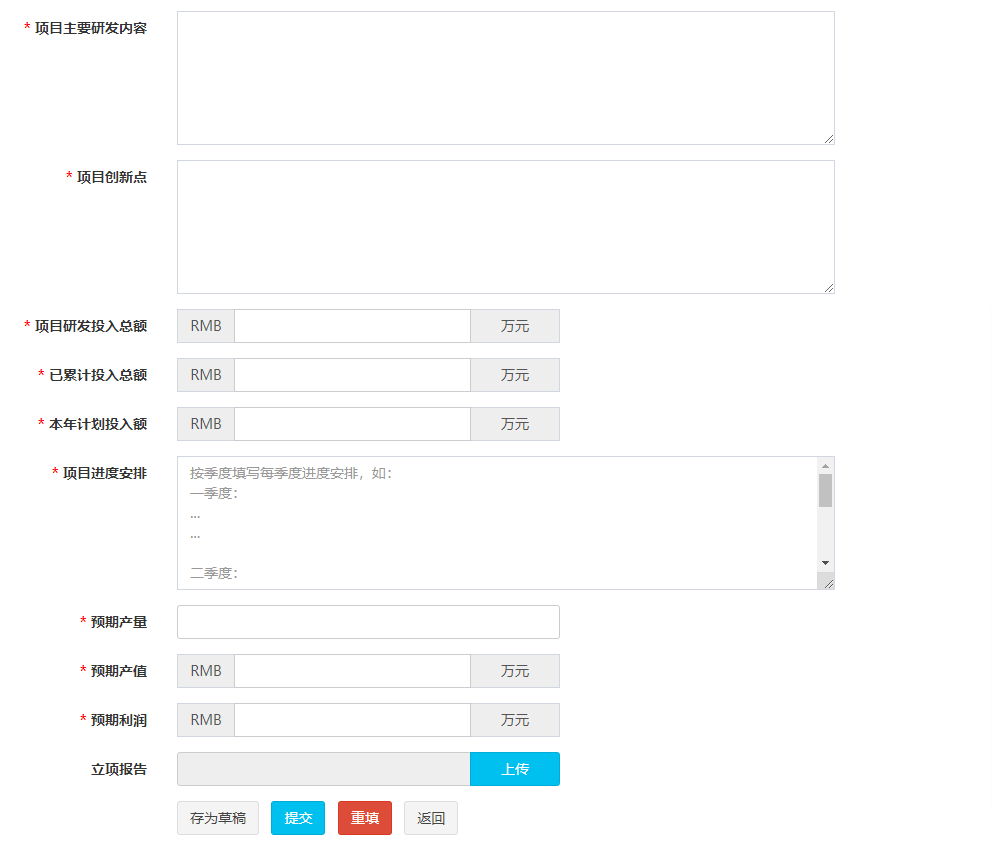 * 项目主要研发内容
* 项目创新点
* 项目研发投入总额 RMB 万元
* 已累计投入总额 RMB 万元
* 本年计划投入额 RMB 万元
* 项目进度安排 按季度填写每季度进度安排，如：
一季度：
...
...
二季度：
* 预期产量
* 预期产值 RMB 万元
* 预期利润 RMB 万元
立项报告 上传
存为草稿 提交 重填 返回